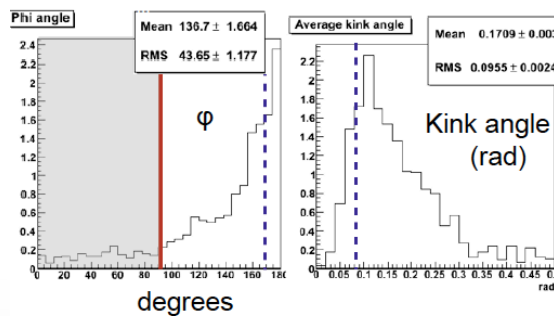 Phi angle
Mean 136.7 ± 1.664
RMS 43.65 ± 1.177
2.4
2.2
2
1.8
1.6
1.4
1.2
1
0.8
0.6
0.4
0.2
0
φ
0 20 40 60 80 100 120 140 160
degrees
Average kink angle
Mean 0.1709 ± 0.00
RMS 0.0955 ± 0.0024
2.2
2
1.8
1.6
1.4
1.2
1
0.8
0.6
0.4
0.2
0
Kink angle
(rad)
0 0.05 0.1 0.15 0.2 0.25 0.3 0.35 0.4 0.45
rad